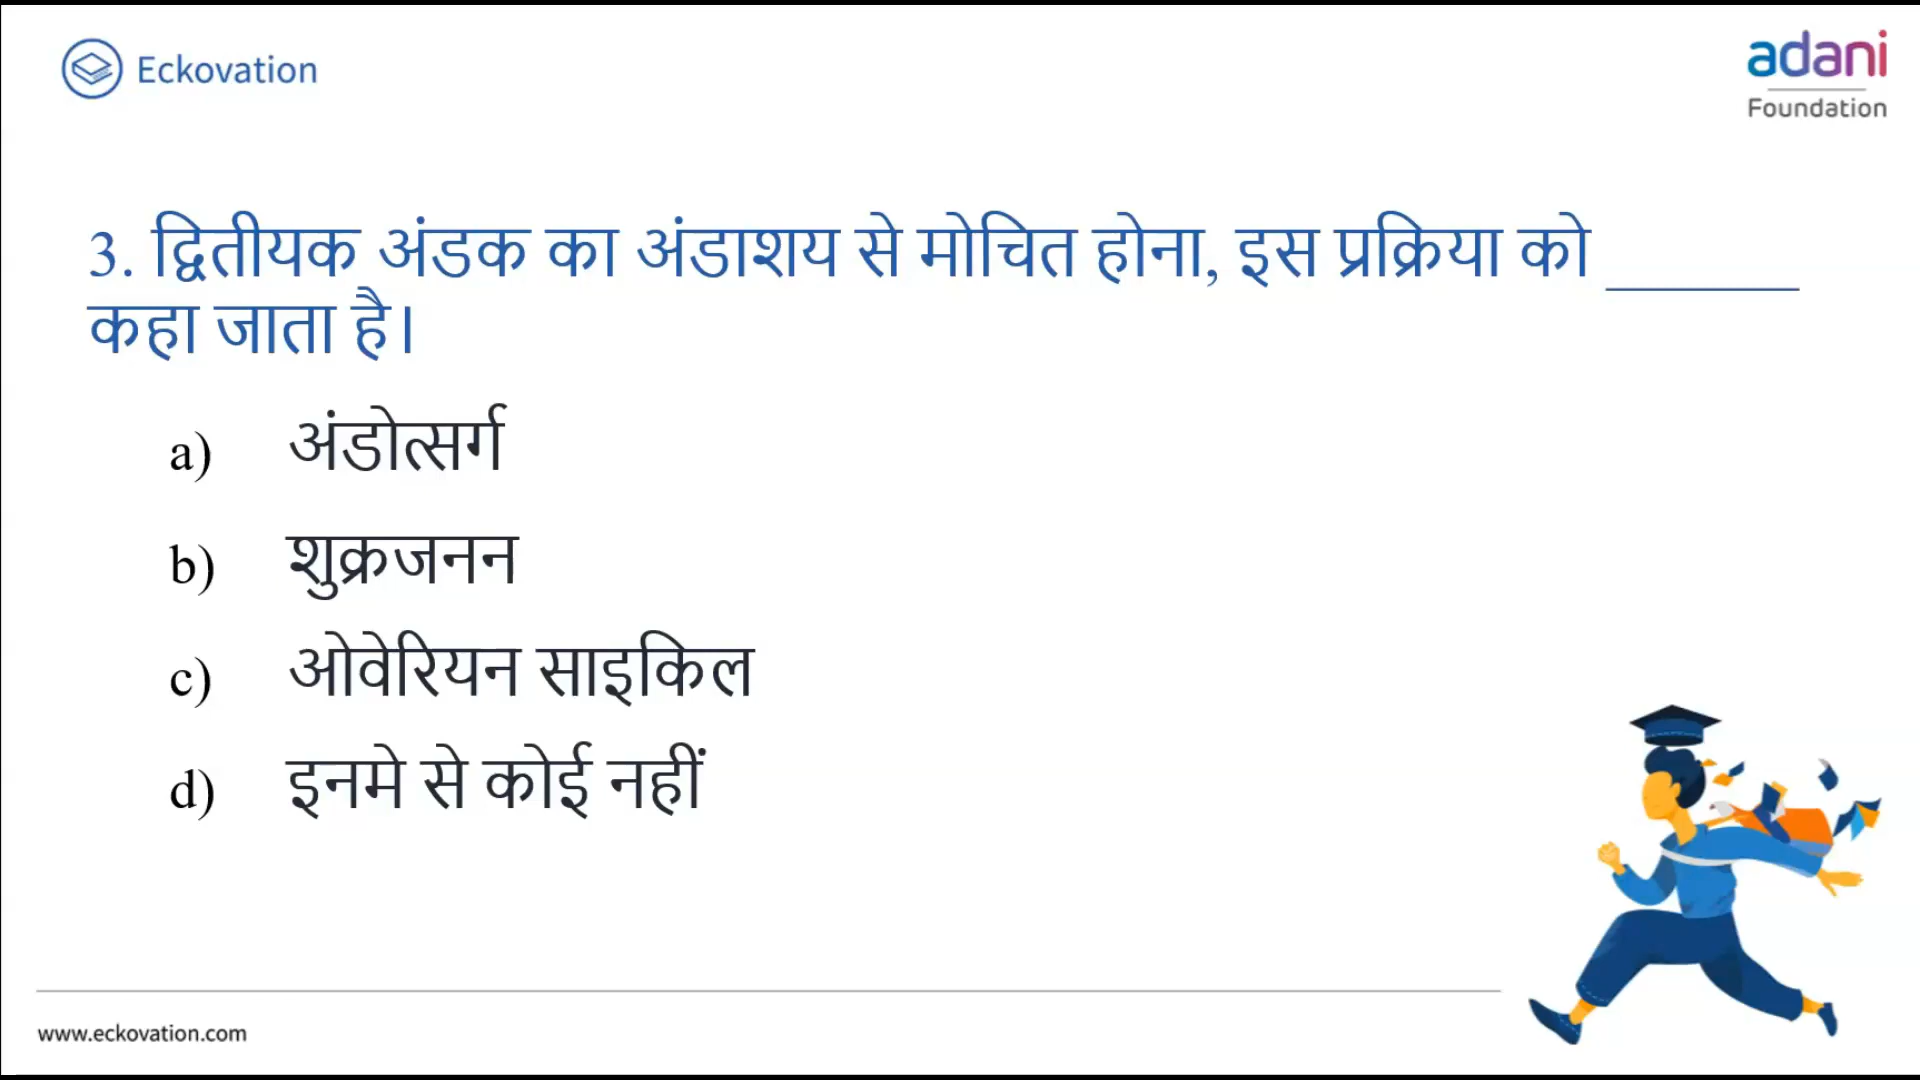 Eckovation
adani
Foundation
3. द्वितीयक अंडक का अंडाशय से मोचित होना, इस प्रक्रिया को ______
कहा जाता है।
a) अंडोत्सर्ग
b) शुक्रजनन
c) ओवेरियन साइकिल
d) इनमे से कोई नहीं
www.eckovation.com